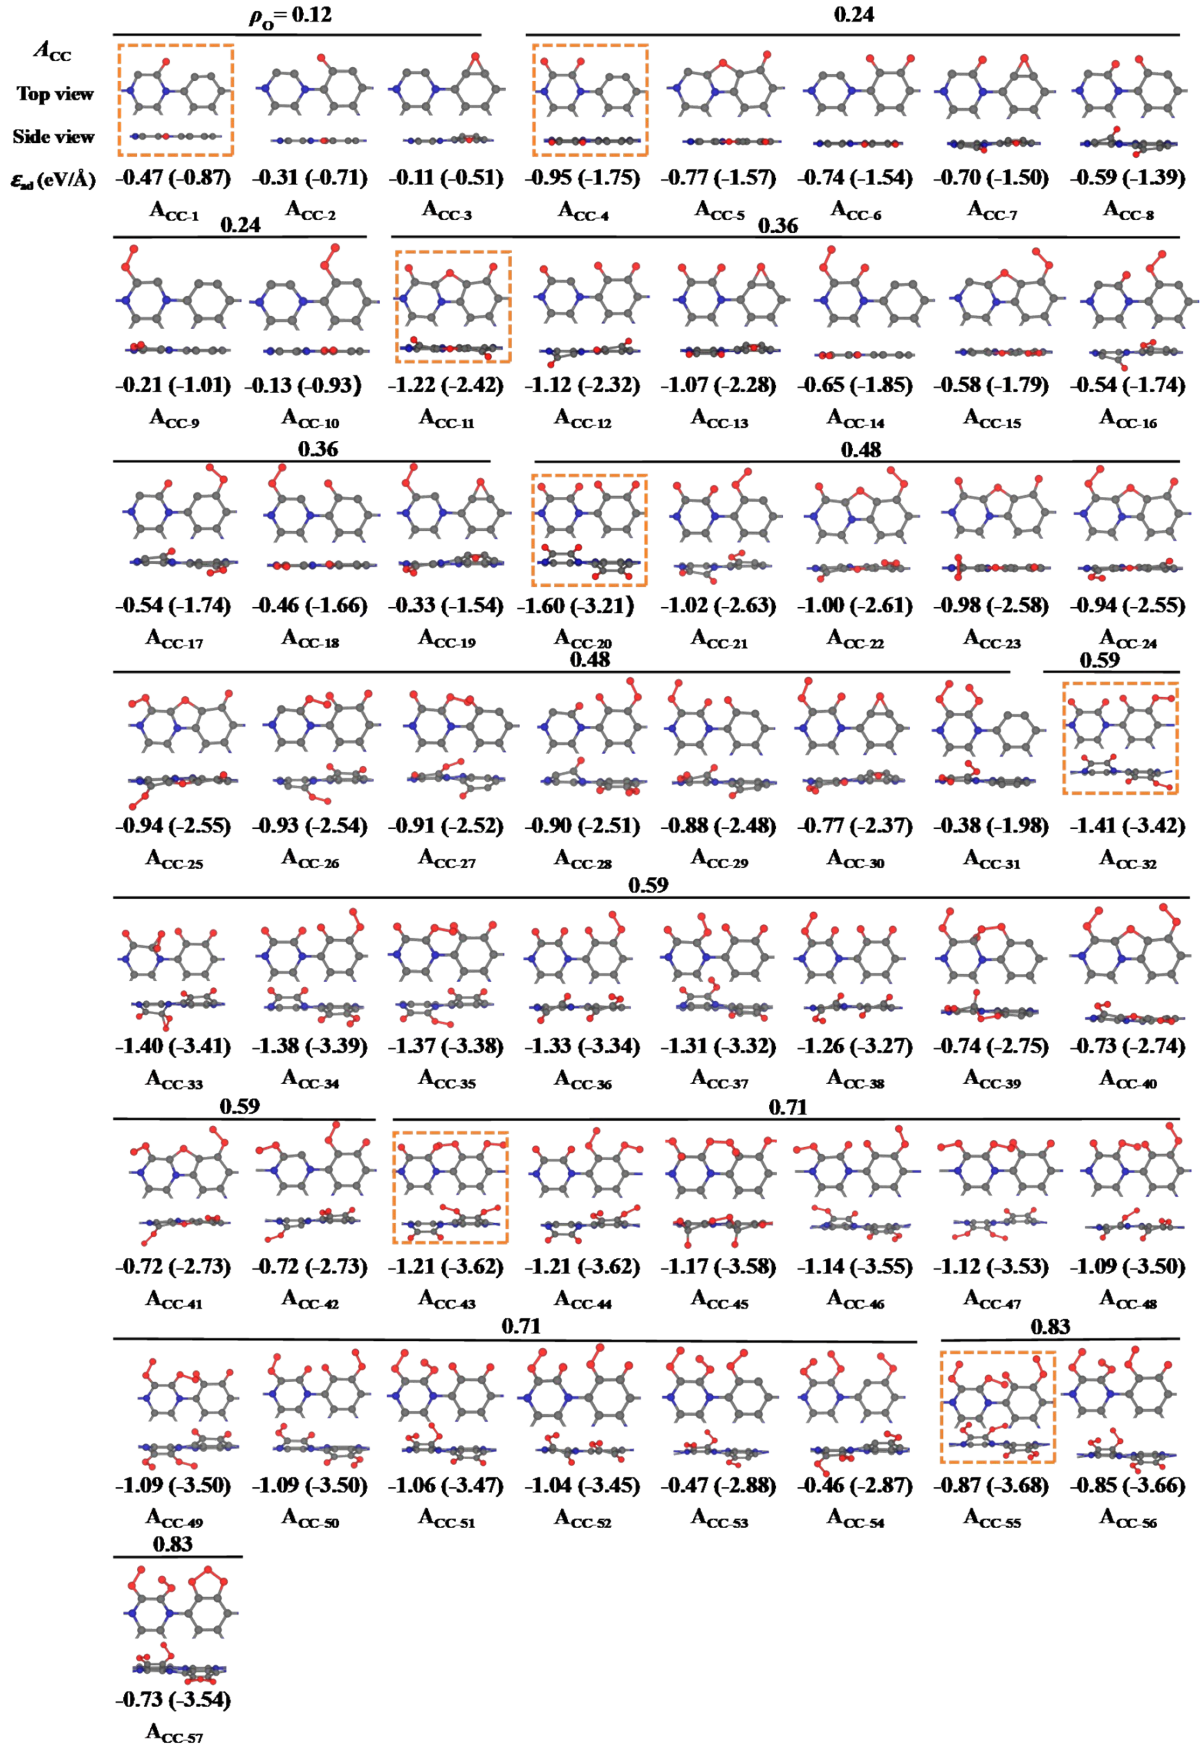 ρO = 0.12 0.24
ACC
Top view
Side view
εad (eV/Å) -0.47 (-0.87) -0.31 (-0.71) -0.11 (-0.51) -0.95 (-1.75) -0.77 (-1.57) -0.74 (-1.54) -0.70 (-1.50) -0.59 (-1.39)
ACC-1 ACC-2 ACC-3 ACC-4 ACC-5 ACC-6 ACC-7 ACC-8
0.24 0.36
-0.21 (-1.01) -0.13 (-0.93) -1.22 (-2.42) -1.12 (-2.32) -1.07 (-2.28) -0.65 (-1.85) -0.58 (-1.79) -0.54 (-1.74)
ACC-9 ACC-10 ACC-11 ACC-12 ACC-13 ACC-14 ACC-15 ACC-16
0.36 0.48
-0.54 (-1.74) -0.46 (-1.66) -0.33 (-1.54) -1.60 (-3.21) -1.02 (-2.63) -1.00 (-2.61) -0.98 (-2.58) -0.94 (-2.55)
ACC-17 ACC-18 ACC-19 ACC-20 ACC-21 ACC-22 ACC-23 ACC-24
0.48 0.59
-0.94 (-2.55) -0.93 (-2.54) -0.91 (-2.52) -0.90 (-2.51) -0.88 (-2.48) -0.77 (-2.37) -0.38 (-1.98) -1.41 (-3.42)
ACC-25 ACC-26 ACC-27 ACC-28 ACC-29 ACC-30 ACC-31 ACC-32
0.59
-1.40 (-3.41) -1.38 (-3.39) -1.37 (-3.38) -1.33 (-3.34) -1.31 (-3.32) -1.26 (-3.27) -0.74 (-2.75) -0.73 (-2.74)
ACC-33 ACC-34 ACC-35 ACC-36 ACC-37 ACC-38 ACC-39 ACC-40
0.59 0.71
-0.72 (-2.73) -0.72 (-2.73) -1.21 (-3.62) -1.21 (-3.62) -1.17 (-3.58) -1.14 (-3.55) -1.12 (-3.53) -1.09 (-3.50)
ACC-41 ACC-42 ACC-43 ACC-44 ACC-45 ACC-46 ACC-47 ACC-48
0.71 0.83
-1.09 (-3.50) -1.09 (-3.50) -1.06 (-3.47) -1.04 (-3.45) -0.47 (-2.88) -0.46 (-2.87) -0.87 (-3.68) -0.85 (-3.66)
ACC-49 ACC-50 ACC-51 ACC-52 ACC-53 ACC-54 ACC-55 ACC-56
0.83
-0.73 (-3.54)
ACC-57